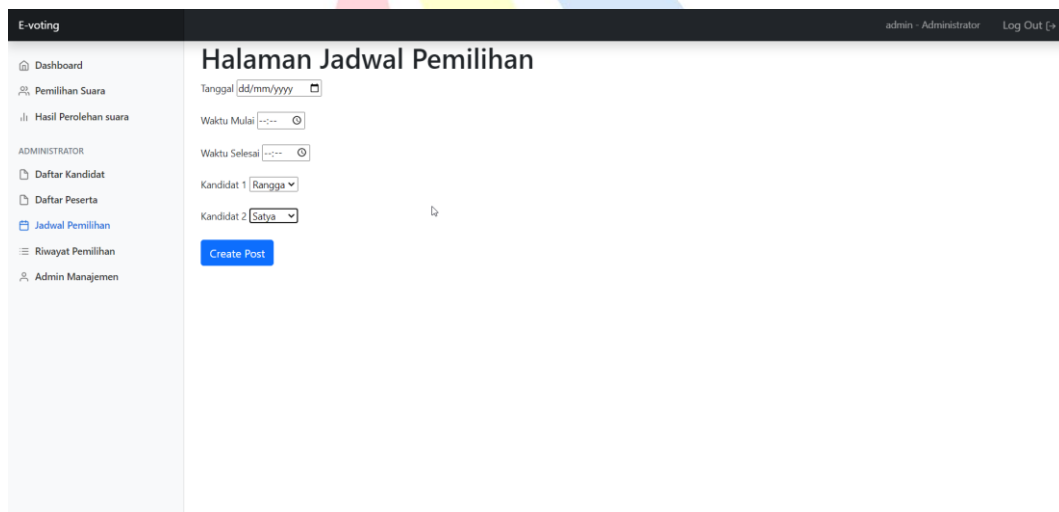 E-voting
admin - Administrator
Log Out
Dashboard
Pemilihan Suara
Hasil Perolehan suara
ADMINISTRATOR
Daftar Kandidat
Daftar Peserta
Jadwal Pemilihan
Riwayat Pemilihan
Admin Manajemen
Halaman Jadwal Pemilihan
Tanggal dd/mm/yyyy
Waktu Mulai --:--
Waktu Selesai --:--
Kandidat 1 Rangga
Kandidat 2 Satya
Create Post